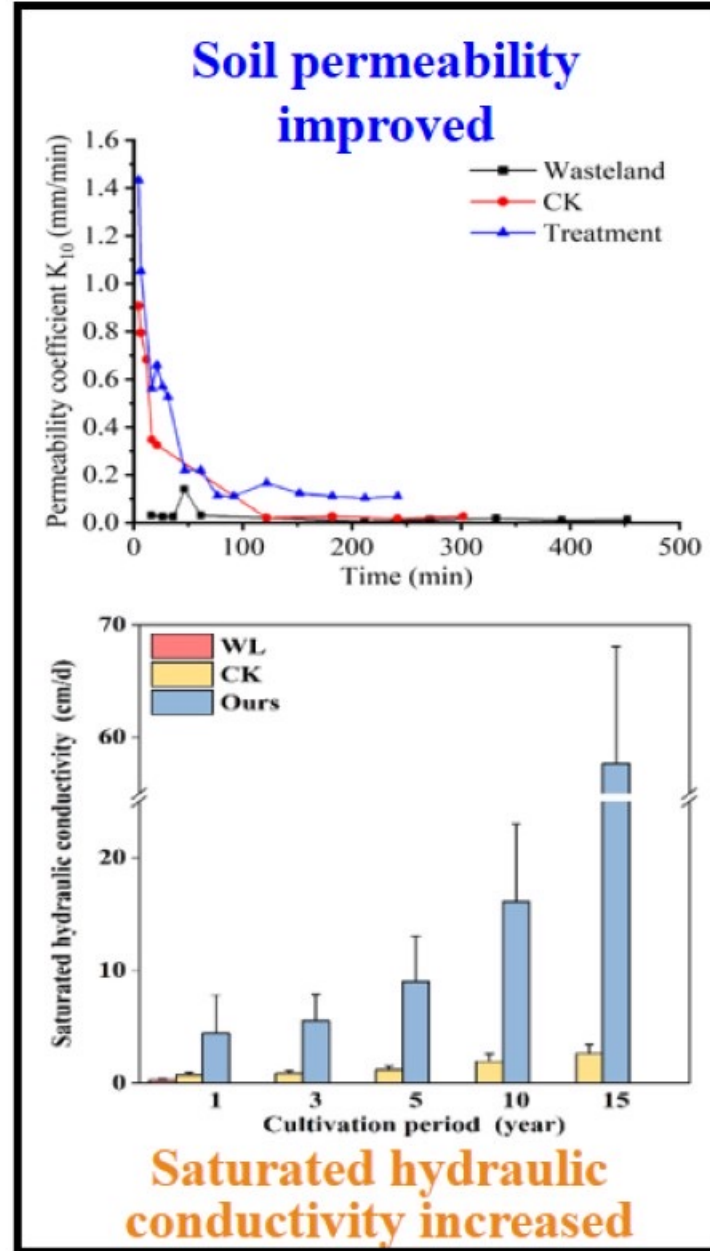 Soil permeability
improved
Permeability coefficient K₁₀ (mm/min)
1.6
1.4
1.2
1.0
0.8
0.6
0.4
0.2
0.0
Wasteland
CK
Treatment
0 100 200 300 400 500
Time (min)
Saturated hydraulic conductivity (cm/d)
70
60
20
10
0
WL
CK
Ours
1 3 5 10 15
Cultivation period (year)
Saturated hydraulic
conductivity increased